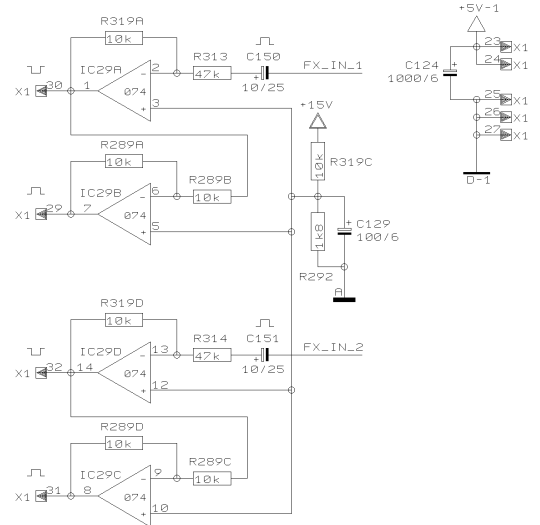 R319A
10k
IC29A
30
X1
1
2
3
074
-
+
R313
47k
C150
+
10/25
FX_IN_1
+5V-1
C124
1000/6
+
23
X1
24
X1
25
X1
26
X1
27
X1
D-1
+15V
10k
R319C
R289A
10k
IC29B
29
X1
7
6
5
074
-
+
R289B
10k
1k8
R292
+
C129
100/6
A
R319D
10k
IC29D
32
X1
14
13
12
074
-
+
R314
47k
C151
+
10/25
FX_IN_2
R289D
10k
IC29C
31
X1
8
9
10
074
-
+
R289C
10k